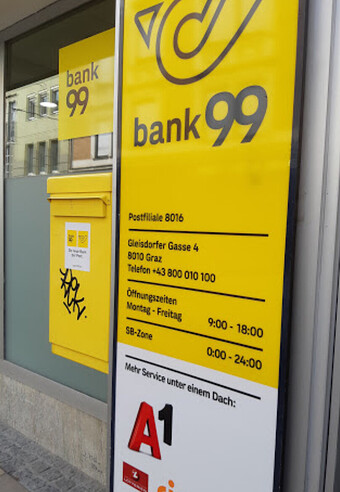 bank
99
bank99
Postfiliale 8016
Gleisdorfer Gasse 4
8010 Graz
Telefon +43 800 010 100
Öffnungszeiten
Montag - Freitag 9:00 - 18:00
SB-Zone 0:00 - 24:00
Mehr Service unter einem Dach:
A1